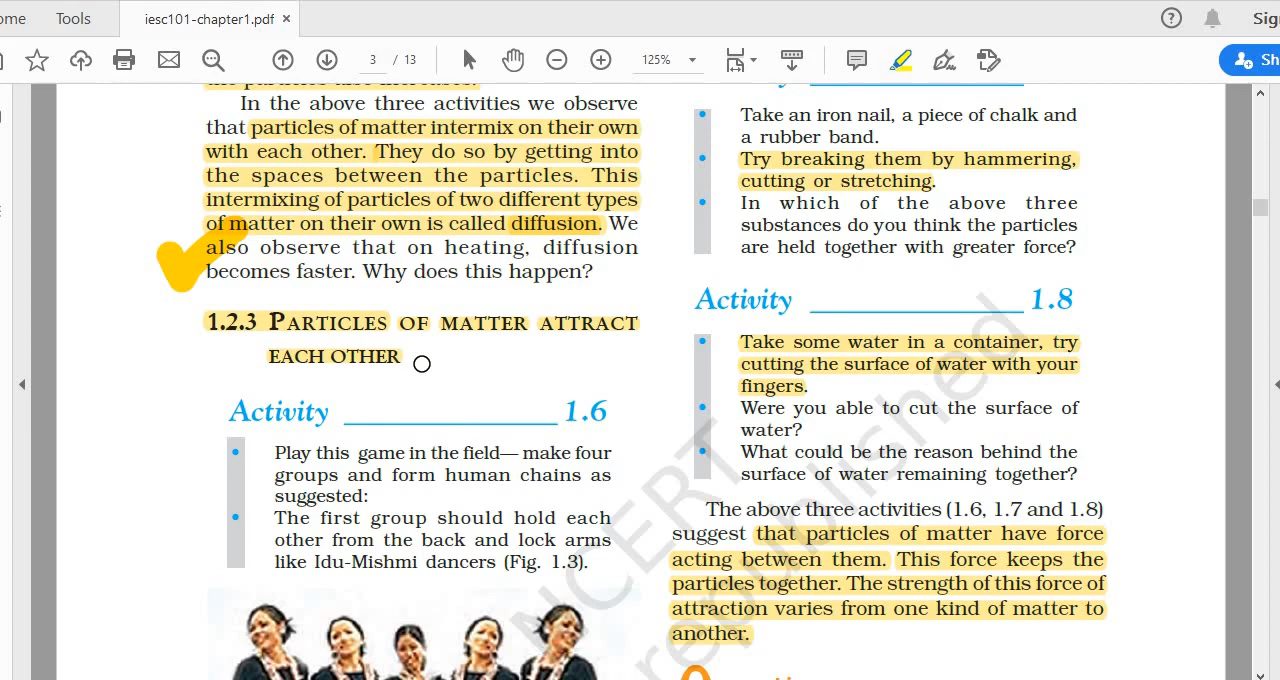 ome
Tools
iesc101-chapter1.pdf ×
Sig
3 / 13
125%
Sh
In the above three activities we observe
that particles of matter intermix on their own
with each other. They do so by getting into
the spaces between the particles. This
intermixing of particles of two different types
of matter on their own is called diffusion. We
also observe that on heating, diffusion
becomes faster. Why does this happen?
1.2.3 PARTICLES OF MATTER ATTRACT
EACH OTHER
Activity ______________ 1.6
• Play this game in the field— make four
groups and form human chains as
suggested:
• The first group should hold each
other from the back and lock arms
like Idu-Mishmi dancers (Fig. 1.3).
• Take an iron nail, a piece of chalk and
a rubber band.
• Try breaking them by hammering,
cutting or stretching.
• In which of the above three
substances do you think the particles
are held together with greater force?
Activity ______________ 1.8
• Take some water in a container, try
cutting the surface of water with your
fingers.
• Were you able to cut the surface of
water?
• What could be the reason behind the
surface of water remaining together?
The above three activities (1.6, 1.7 and 1.8)
suggest that particles of matter have force
acting between them. This force keeps the
particles together. The strength of this force of
attraction varies from one kind of matter to
another.
NCERT
republished